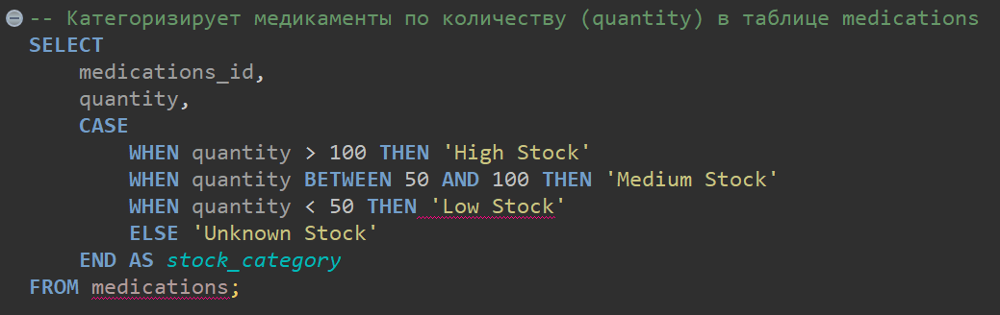 -- Категоризирует медикаменты по количеству (quantity) в таблице medications
SELECT
    medications_id,
    quantity,
    CASE
        WHEN quantity > 100 THEN 'High Stock'
        WHEN quantity BETWEEN 50 AND 100 THEN 'Medium Stock'
        WHEN quantity < 50 THEN 'Low Stock'
        ELSE 'Unknown Stock'
    END AS stock_category
FROM medications;